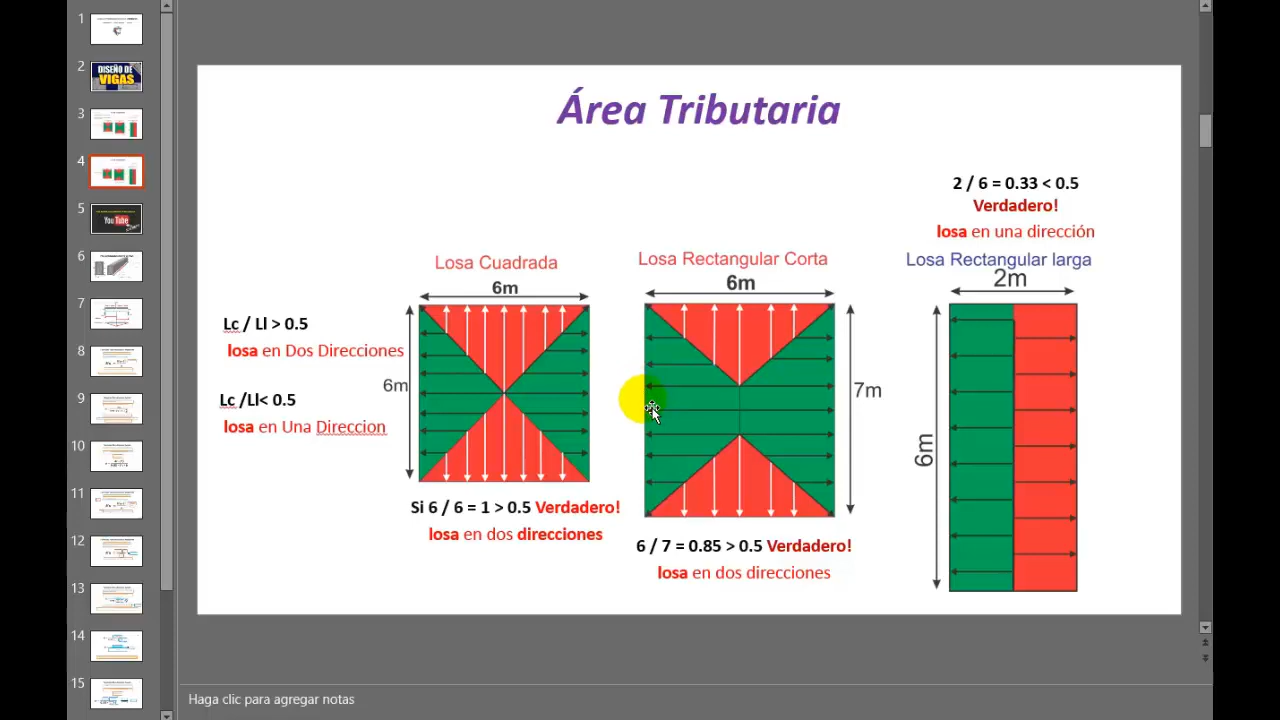 1
2
DISEÑO DE
VIGAS
3
4
5
You Tube
6
7
8
9
10
11
12
13
14
15
Área Tributaria
2 / 6 = 0.33 < 0.5
Verdadero!
losa en una dirección
Losa Cuadrada
Losa Rectangular Corta
Losa Rectangular larga
6m
6m
2m
Lc / Ll > 0.5
losa en Dos Direcciones
6m
7m
Lc /Ll< 0.5
losa en Una Direccion
6m
Si 6 / 6 = 1 > 0.5 Verdadero!
losa en dos direcciones
6 / 7 = 0.85 > 0.5 Verdadero!
losa en dos direcciones
Haga clic para agregar notas